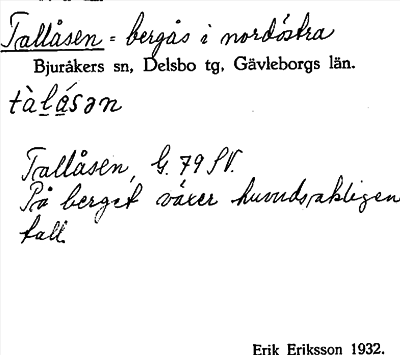 Tallåsen = bergås i nordöstra
Bjuråkers sn, Delsbo tg, Gävleborgs län.
tàlásən
Tallåsen, G. 79 SV.
På berget växer huvudsakligen
tall.
Erik Eriksson 1932.